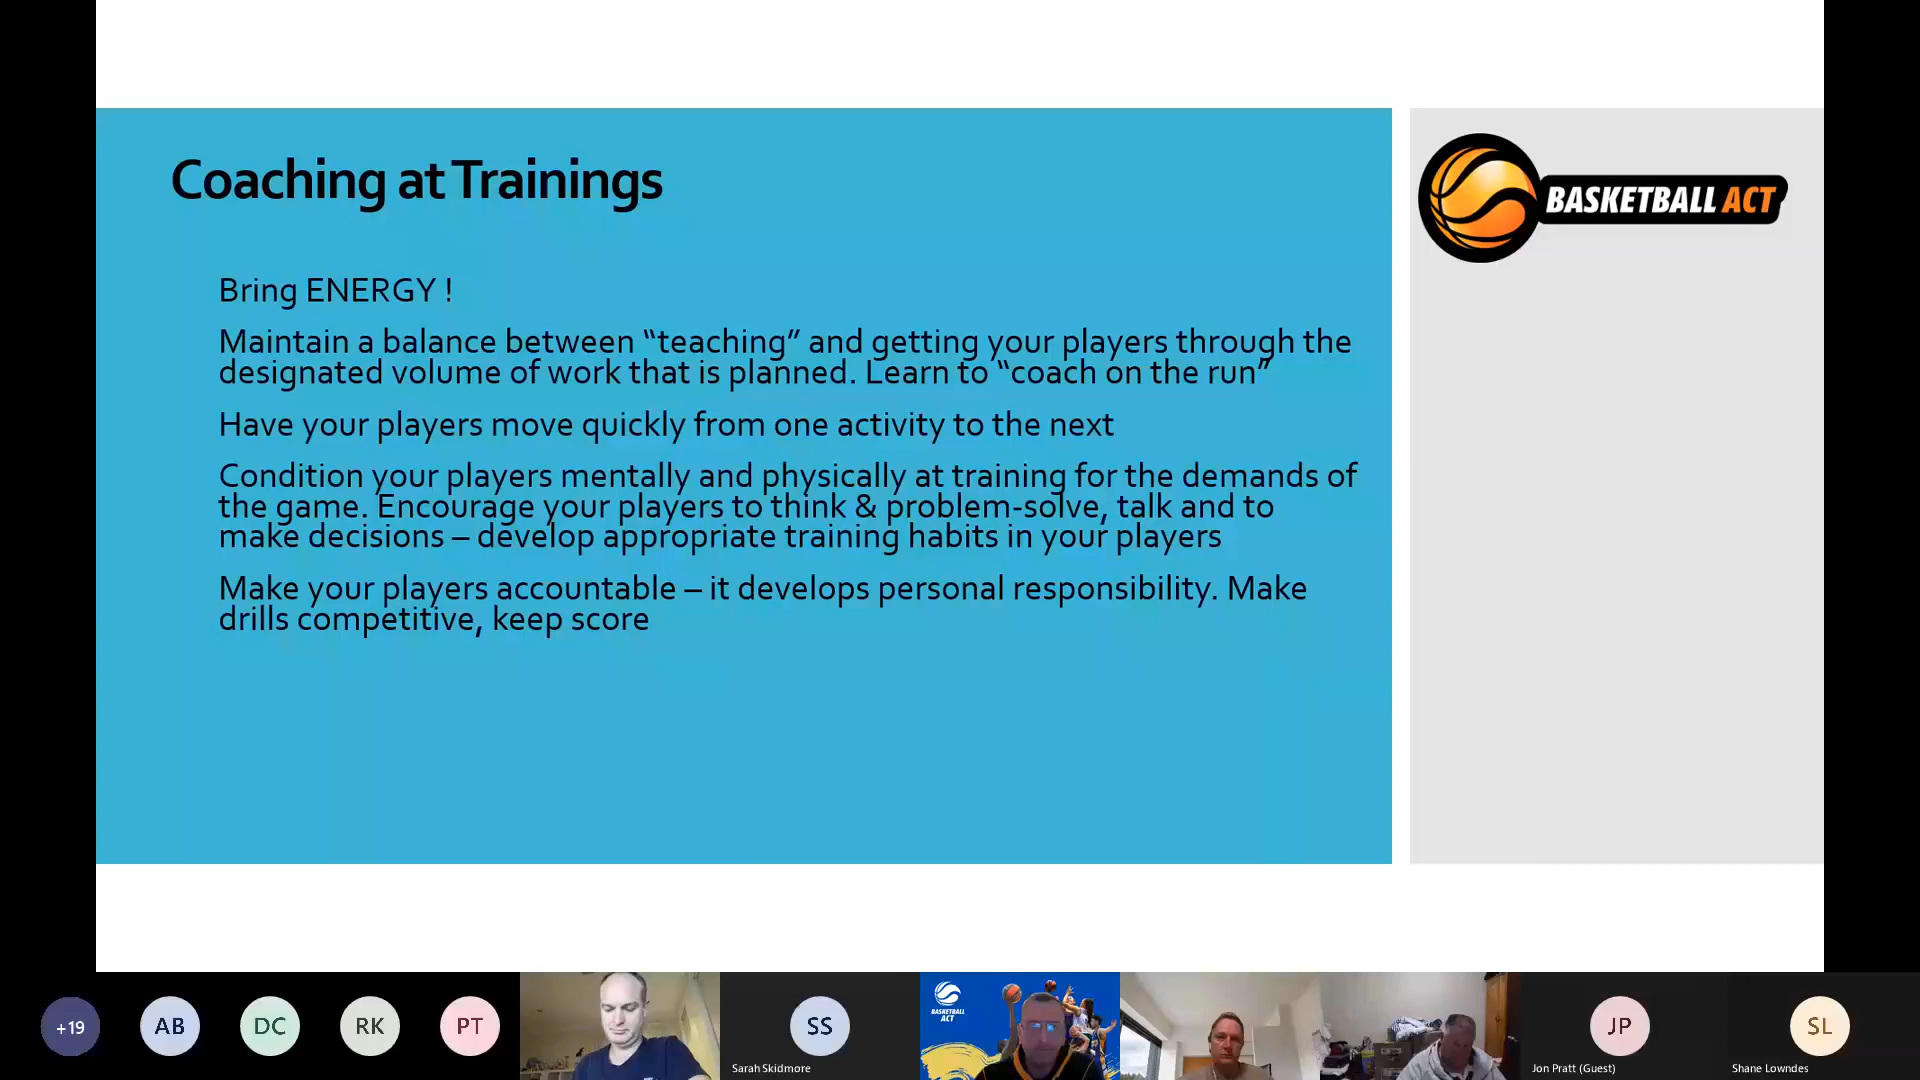 Coaching at Trainings
BASKETBALL ACT
Bring ENERGY !
Maintain a balance between “teaching” and getting your players through the
designated volume of work that is planned. Learn to “coach on the run”
Have your players move quickly from one activity to the next
Condition your players mentally and physically at training for the demands of
the game. Encourage your players to think & problem-solve, talk and to
make decisions – develop appropriate training habits in your players
Make your players accountable – it develops personal responsibility. Make
drills competitive, keep score
+19
AB
DC
RK
PT
SS
Sarah Skidmore
BASKETBALL
ACT
JP
Jon Pratt (Guest)
SL
Shane Lowndes